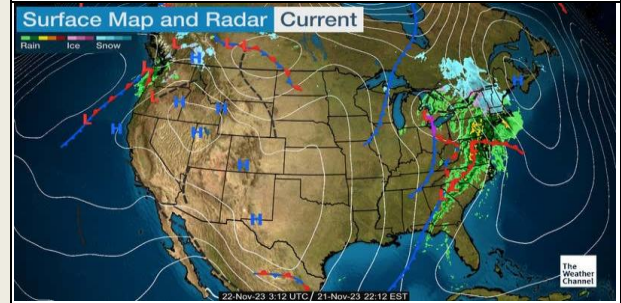 Surface Map and Radar Current
Rain Ice Snow
L L L H H
L
L
L H H
H H
H
H
L
L
L
L
The
Weather
Channel
22-Nov-23 3:12 UTC / 21-Nov-23 22:12 EST